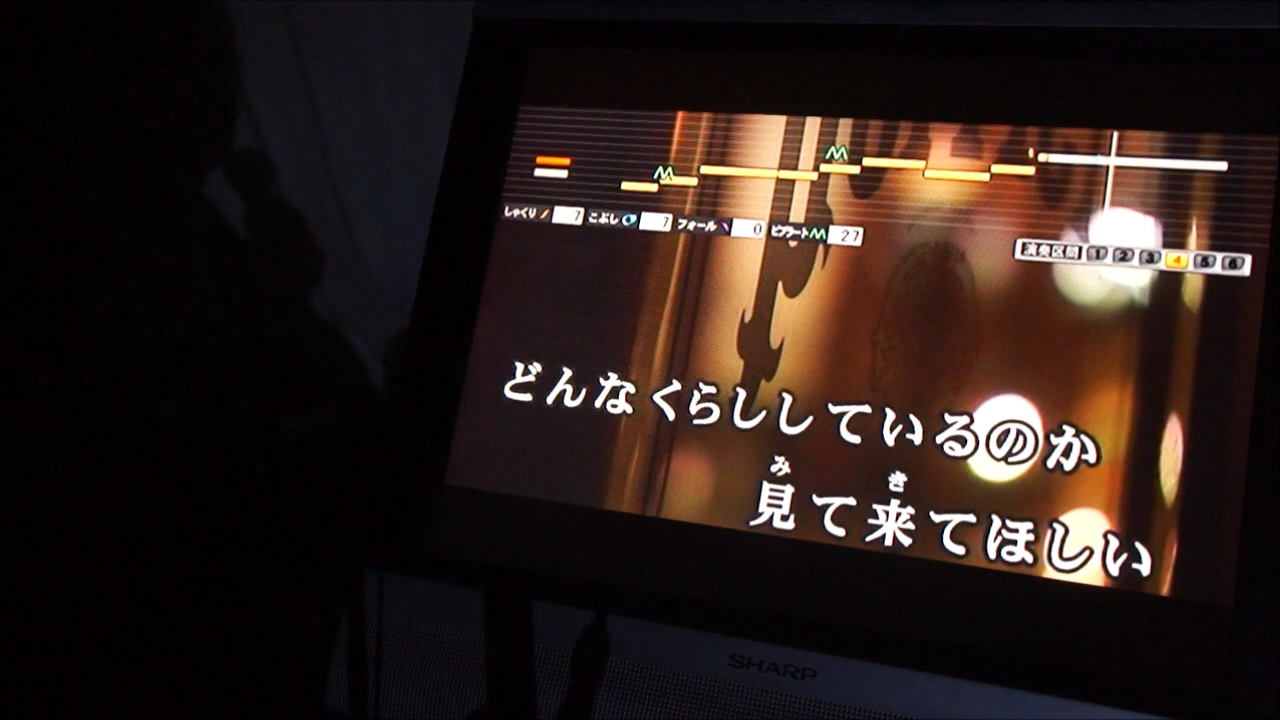 しゃくり 7 こぶし 7 フォール 0 ビブラート 27
演奏区間 1 2 3 4 5 6
どんなくらししているのか
み き
見て来てほしい
SHARP